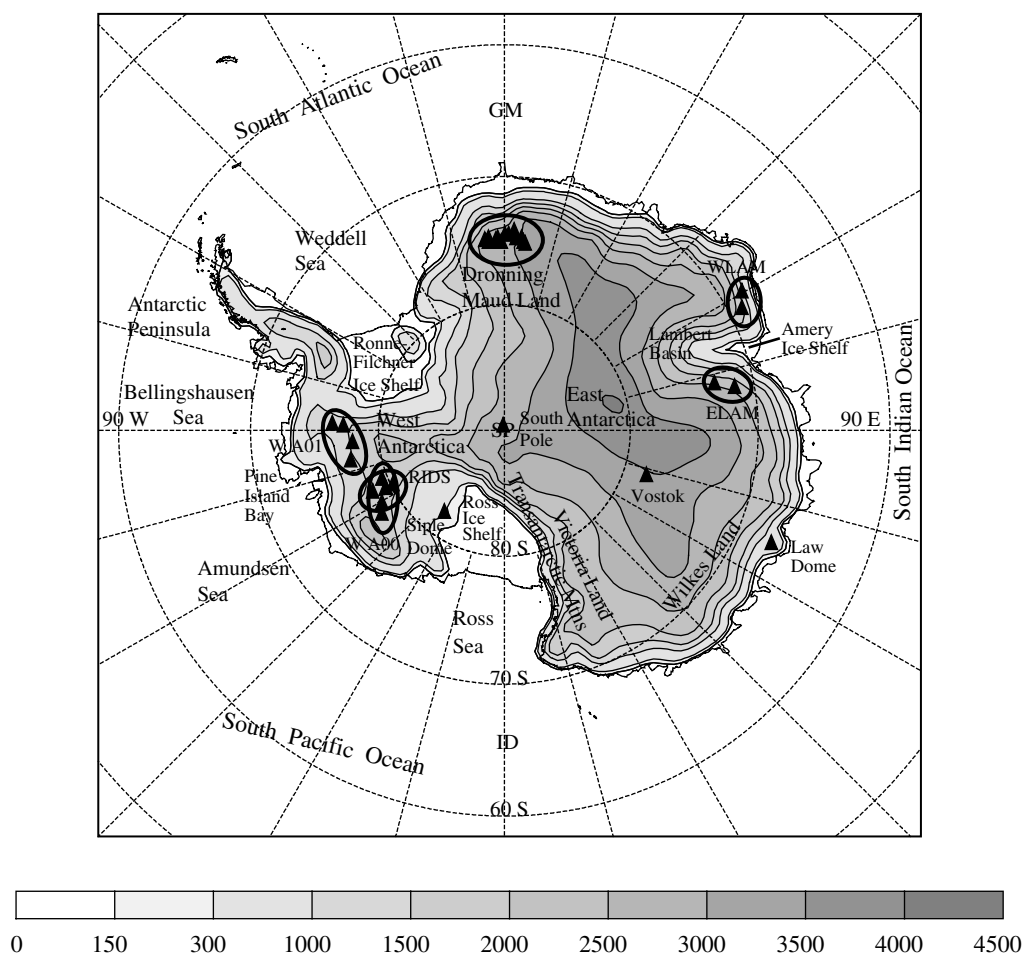 South Atlantic Ocean
GM
Weddell
Sea
WLAM
Dronning
Maud Land
Antarctic
Peninsula
Lambert
Basin
Amery
Ice Shelf
Ronne
Filchner
Ice Shelf
South Indian Ocean
Bellingshausen
Sea
East
Antarctica
ELAM
90 W
90 E
West
Antarctica
SP
South
Pole
W A01
Pine
Island
Bay
RIDS
Vostok
Ross
Ice
Shelf
Siple
Dome
W A00
80 S
Transantarctic Mtns
Victoria Land
Wilkes Land
Law
Dome
Amundsen
Sea
Ross
Sea
70 S
South Pacific Ocean
ID
60 S
0 150 300 1000 1500 2000 2500 3000 3500 4000 4500